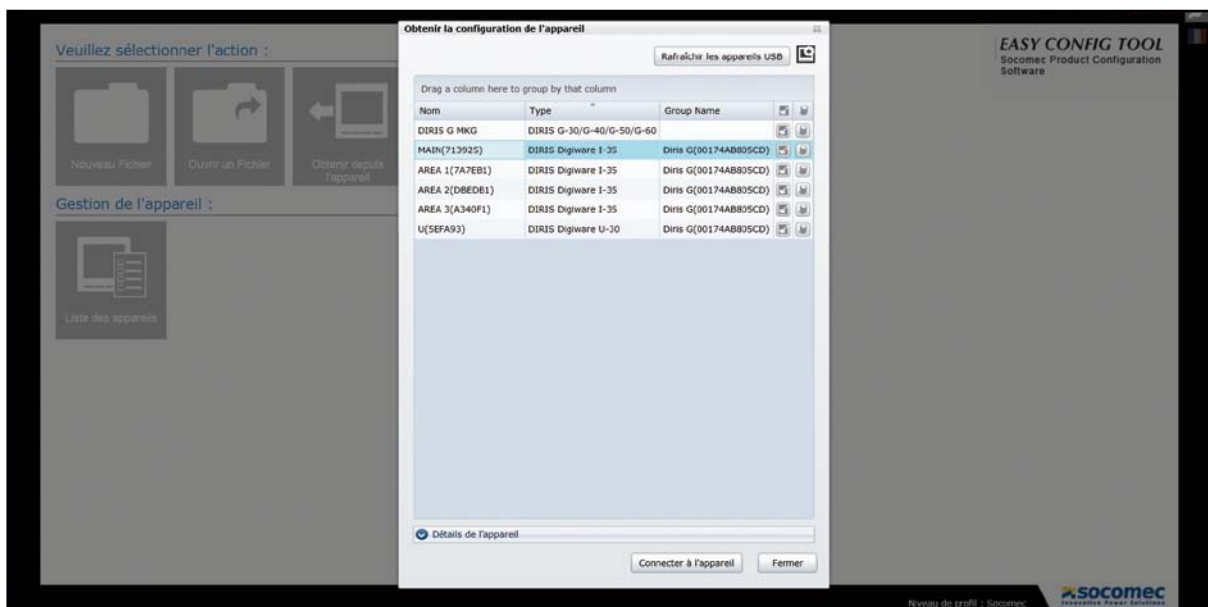 Obtenir la configuration de l'appareil
Rafraîchir les appareils USB
Drag a column here to group by that column
Nom Type Group Name
DIRIS G MKG DIRIS G-30/G-40/G-50/G-60
MAIN(713925) DIRIS Digiware I-35 Diris G(00174AB805CD)
AREA 1(7A7EB1) DIRIS Digiware I-35 Diris G(00174AB805CD)
AREA 2(DBEDB1) DIRIS Digiware I-35 Diris G(00174AB805CD)
AREA 3(A340F1) DIRIS Digiware I-35 Diris G(00174AB805CD)
U(5EFA93) DIRIS Digiware U-30 Diris G(00174AB805CD)
Détails de l'appareil
Connecter à l'appareil Fermer
Veuillez sélectionner l'action :
Nouveau Fichier Ouvrir un Fichier Obtenir depuis
l'appareil
Gestion de l'appareil :
Liste des appareils
EASY CONFIG TOOL
Socomec Product Configuration
Software
Niveau de profil : Socomec
socomec
Innovative Power Solutions